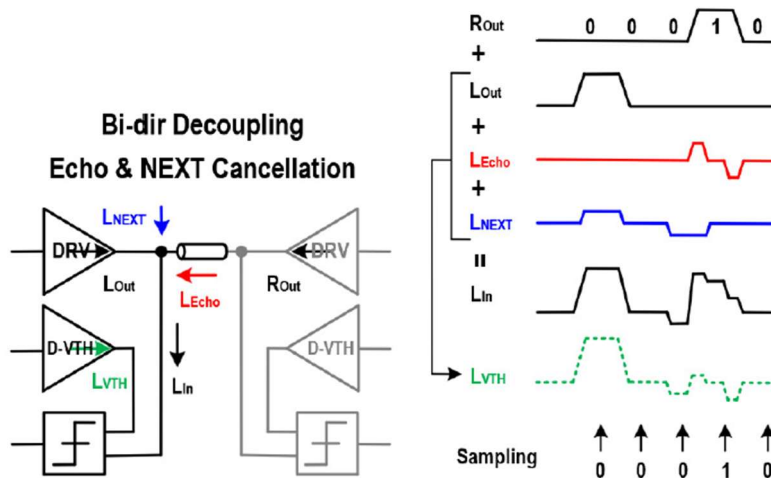 Bi-dir Decoupling
Echo & NEXT Cancellation
LNEXT
DRV
DRV
LOut
LEcho
ROut
D-VTH
D-VTH
LVTH
LIn
ROut 0 0 0 1 0
+
LOut
+
LEcho
+
LNEXT
=
LIn
LVTH
Sampling
0 0 0 1 0